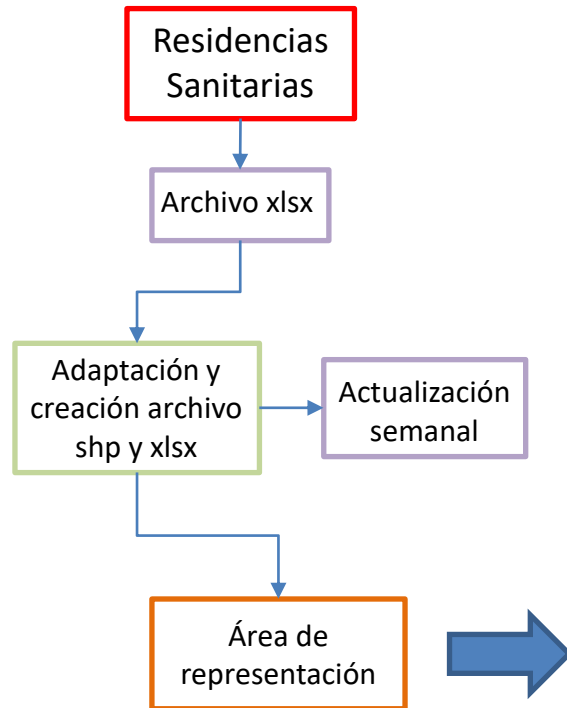 Residencias
Sanitarias
Archivo xlsx
Adaptación y
creación archivo
shp y xlsx
Actualización
semanal
Área de
representación